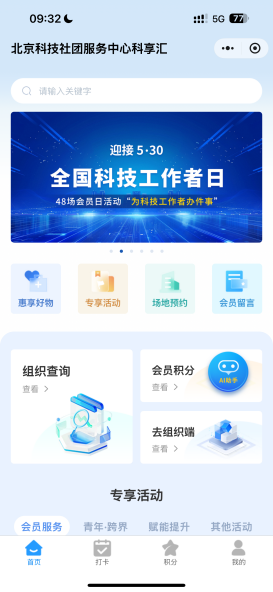 09:32
5G 77
北京科技社团服务中心科享汇
请输入关键字
迎接 5·30
全国科技工作者日
48场会员日活动“为科技工作者办件事”
惠享好物
专享活动
场地预约
会员留言
组织查询
查看
会员积分
查看
AI助手
去组织端
查看
专享活动
会员服务
青年·跨界
赋能提升
其他活动
首页
打卡
积分
我的